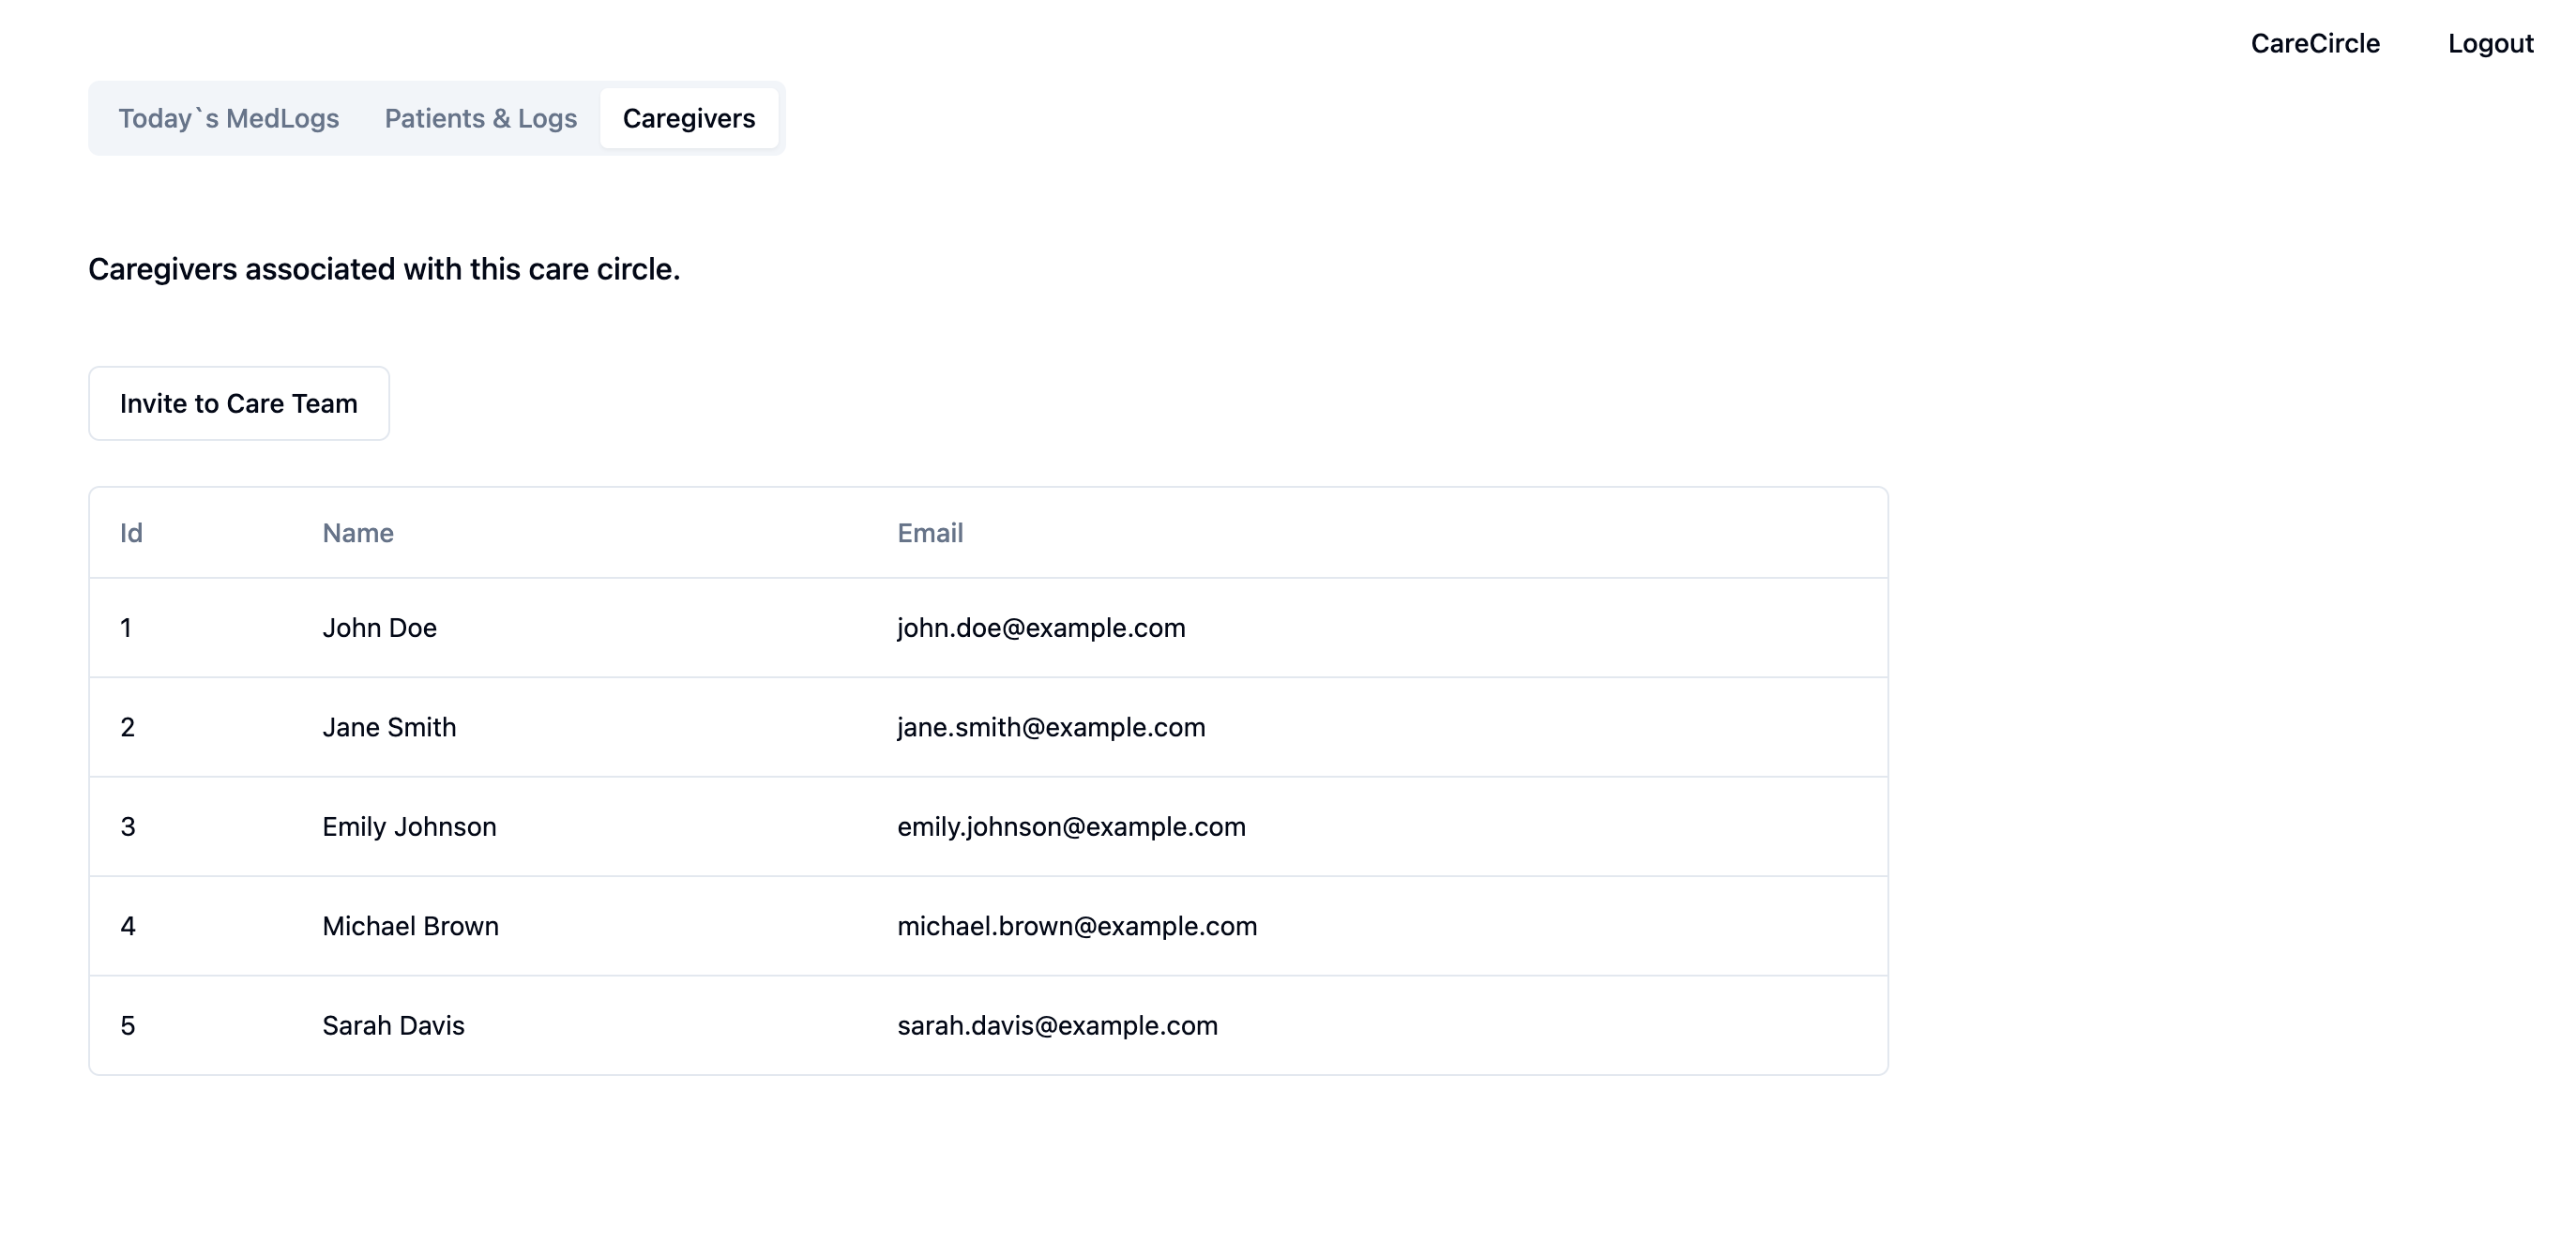 CareCircle Logout
Today`s MedLogs Patients & Logs Caregivers
Caregivers associated with this care circle.
Invite to Care Team
Id Name Email
1 John Doe john.doe@example.com
2 Jane Smith jane.smith@example.com
3 Emily Johnson emily.johnson@example.com
4 Michael Brown michael.brown@example.com
5 Sarah Davis sarah.davis@example.com